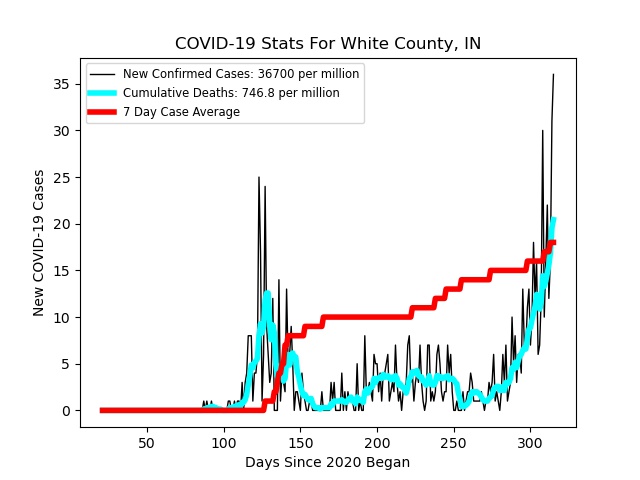 COVID-19 Stats For White County, IN
New Confirmed Cases: 36700 per million
Cumulative Deaths: 746.8 per million
7 Day Case Average
35
30
25
20
15
10
5
0
New COVID-19 Cases
50 100 150 200 250 300
Days Since 2020 Began